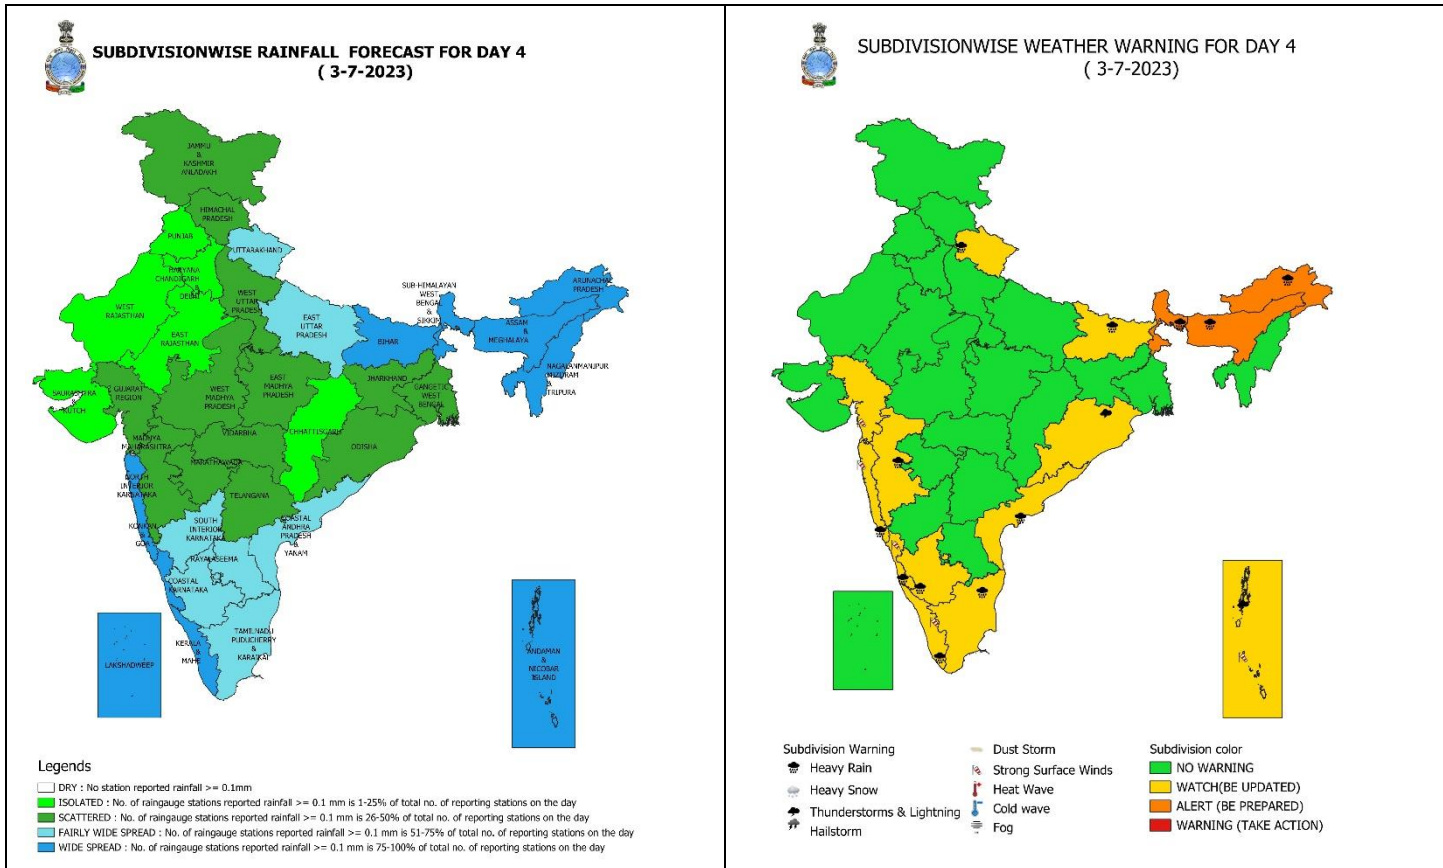 SUBDIVISIONWISE RAINFALL FORECAST FOR DAY 4
( 3-7-2023)
JAMMU
&
KASHMER
ANLADAKH
HIMACHAL
PRADESH
PUNJAB
UTTARAKHAND
HARYANA
CHANDIGARH
&
DELHI
WEST
RAJASTHAN
WEST
UTTAR
PRADESH
EAST
RAJASTHAN
EAST
UTTAR
PRADESH
SUB-HIMALAYAN
WEST
BENGAL
&
SIKKIM
ARUNACHAL
PRADESH
ASSAM
&
MEGHALAYA
BIHAR
NAGALANMANIPUR
MIZORAM
&
TRIPURA
SAURASHTRA
&
KUTCH
GUJARAT
REGION
WEST
MADHYA
PRADESH
EAST
MADHYA
PRADESH
JHARKHAND
GANGETIC
WEST
BENGAL
CHHATTISGARH
ODISHA
MADHYA
MAHARASHTRA
VIDARBHA
MARATHAWADA
NORTH
INTERIOR
KARNATAKA
TELANGANA
KONKAN
&
GOA
SOUTH
INTERIOR
KARNATAKA
COASTAL
ANDHRA
PRADESH
&
YANAM
RAYALASEEMA
COASTAL
KARNATAKA
KERALA
&
MAHE
TAMILNADU
PUDUCHERRY
&
KARAIKAL
LAKSHADWEEP
ANDAMAN
&
NICOBAR
ISLAND
Legends
DRY : No station reported rainfall >= 0.1mm
ISOLATED : No. of raingauge stations reported rainfall >= 0.1 mm is 1-25% of total no. of reporting stations on the day
SCATTERED : No. of raingauge stations reported rainfall >= 0.1 mm is 26-50% of total no. of reporting stations on the day
FAIRLY WIDE SPREAD : No. of raingauge stations reported rainfall >= 0.1 mm is 51-75% of total no. of reporting stations on the day
WIDE SPREAD : No. of raingauge stations reported rainfall >= 0.1 mm is 75-100% of total no. of reporting stations on the day
SUBDIVISIONWISE WEATHER WARNING FOR DAY 4
( 3-7-2023)
Subdivision Warning
Heavy Rain
Heavy Snow
Thunderstorms & Lightning
Hailstorm
Dust Storm
Strong Surface Winds
Heat Wave
Cold wave
Fog
Subdivision color
NO WARNING
WATCH(BE UPDATED)
ALERT (BE PREPARED)
WARNING (TAKE ACTION)